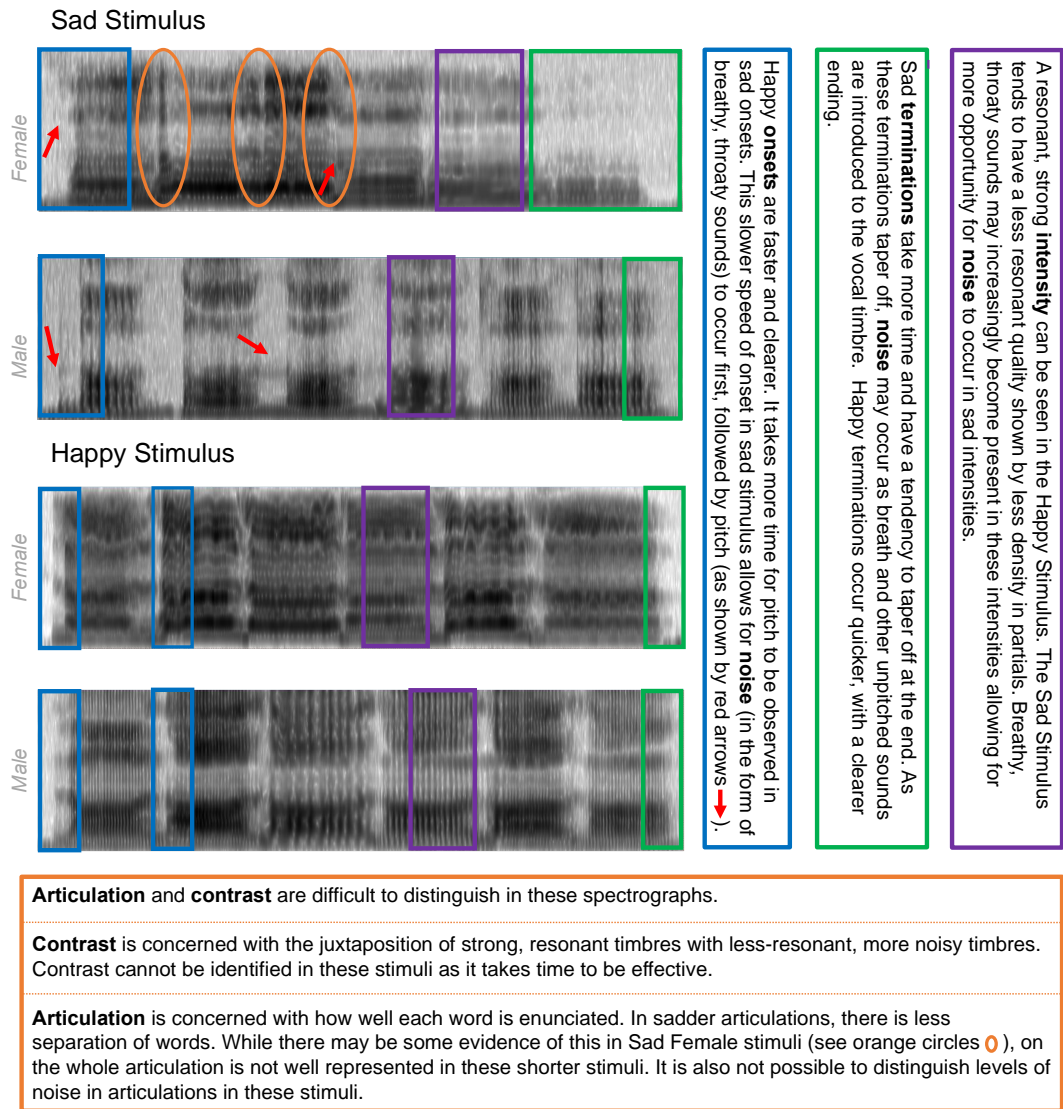 Sad Stimulus
Female
Male
Happy Stimulus
Female
Male
Happy onsets are faster and clearer. It takes more time for pitch to be observed in
sad onsets. This slower speed of onset in sad stimulus allows for noise (in the form of
breathy, throaty sounds) to occur first, followed by pitch (as shown by red arrows ).
Sad terminations take more time and have a tendency to taper off at the end. As
these terminations taper off, noise may occur as breath and other unpitched sounds
are introduced to the vocal timbre. Happy terminations occur quicker, with a clearer
ending.
A resonant, strong intensity can be seen in the Happy Stimulus. The Sad Stimulus
tends to have a less resonant quality shown by less density in partials. Breathy,
throaty sounds may increasingly become present in these intensities allowing for
more opportunity for noise to occur in sad intensities.
Articulation and contrast are difficult to distinguish in these spectrographs.
Contrast is concerned with the juxtaposition of strong, resonant timbres with less-resonant, more noisy timbres.
Contrast cannot be identified in these stimuli as it takes time to be effective.
Articulation is concerned with how well each word is enunciated. In sadder articulations, there is less
separation of words. While there may be some evidence of this in Sad Female stimuli (see orange circles ), on
the whole articulation is not well represented in these shorter stimuli. It is also not possible to distinguish levels of
noise in articulations in these stimuli.